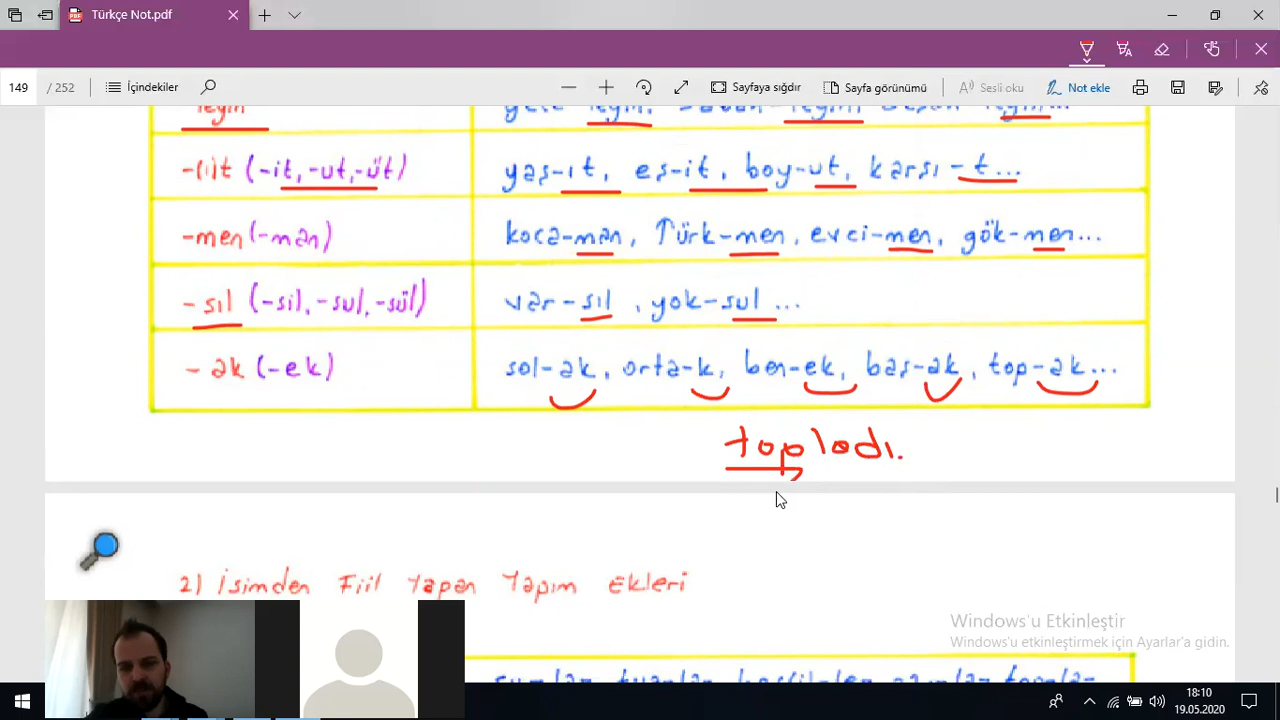 Türkçe Not.pdf
149 / 252 İçindekiler Sayfaya sığdır Sayfa görünümü Sesli oku Not ekle
-(ı)t (-it, -ut, -üt) yaş-ıt, eş-it, boy-ut, karşı-t...
-men (-man) koca-man, Türk-men, evci-men, gök-men...
-sıl (-sil, -sul, -sül) var-sıl, yok-sul...
-ak (-ek) sol-ak, orta-k, ben-ek, baş-ak, top-ak...
topladı.
2) İsimden Fiil Yapan Yapım Ekleri
Windows'u Etkinleştir
Windows'u etkinleştirmek için Ayarlar'a gidin.
18:10
19.05.2020